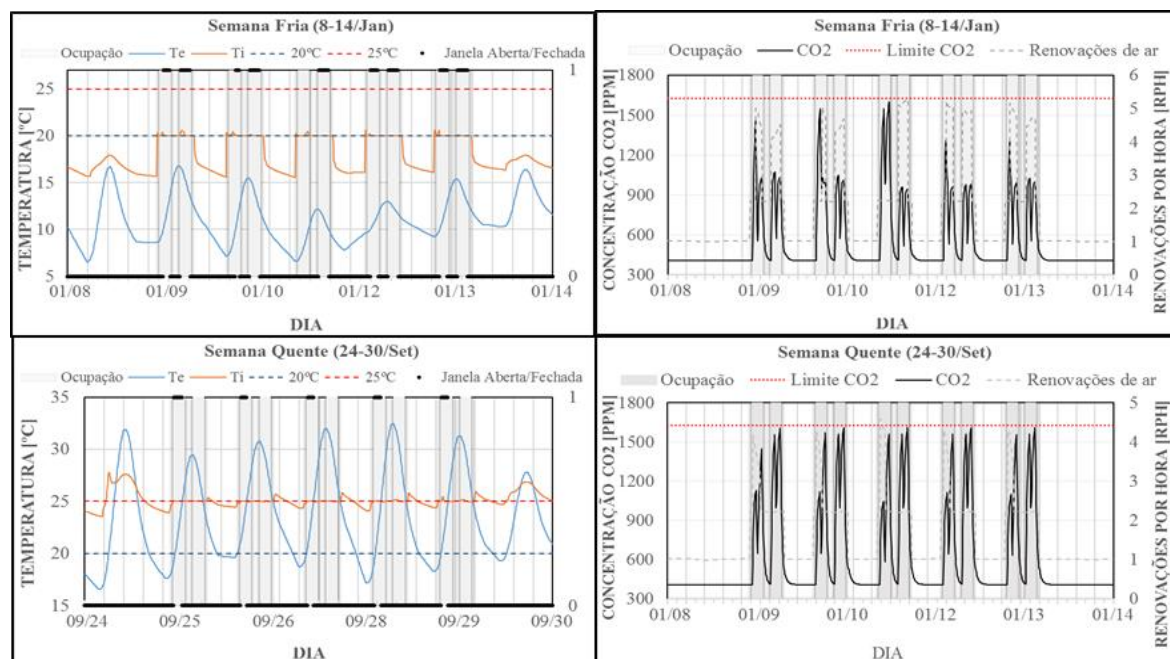 Semana Fria (8-14/Jan)
Ocupação Te Ti 20ºC 25ºC Janela Aberta/Fechada
TEMPERATURA [ºC]
25
20
15
10
5
1
0
01/08 01/09 01/10 01/12 01/13 01/14
DIA
Semana Fria (8-14/Jan)
Ocupação CO2 Limite CO2 Renovações de ar
CONCENTRAÇÃO CO2 [PPM]
1800
1500
1200
900
600
300
6
5
4
3
2
1
0
RENOVAÇÕES POR HORA [RPH]
01/08 01/09 01/10 01/12 01/13 01/14
DIA
Semana Quente (24-30/Set)
Ocupação Te Ti 20ºC 25ºC Janela Aberta/Fechada
TEMPERATURA [ºC]
35
30
25
20
15
1
0
09/24 09/25 09/26 09/28 09/29 09/30
DIA
Semana Quente (24-30/Set)
Ocupação Limite CO2 CO2 Renovações de ar
CONCENTRAÇÃO CO2 [PPM]
1800
1500
1200
900
600
300
5
4
3
2
1
0
RENOVAÇÕES POR HORA [RPH]
01/08 01/09 01/10 01/12 01/13 01/14
DIA